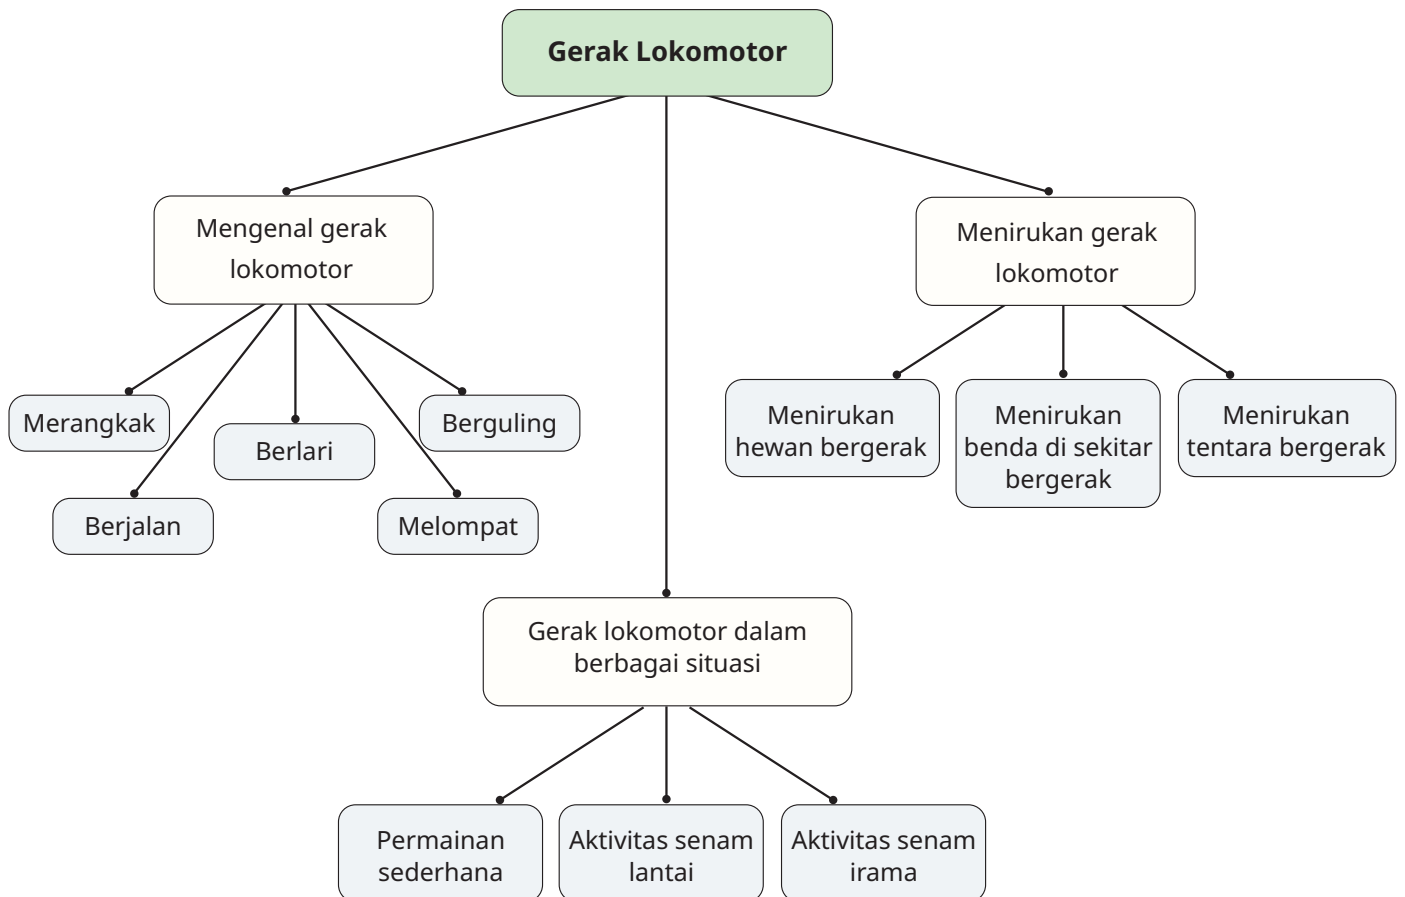 Gerak Lokomotor
Mengenal gerak
lokomotor
Menirukan gerak
lokomotor
Merangkak
Berjalan
Berlari
Melompat
Berguling
Menirukan
hewan bergerak
Menirukan
benda di sekitar
bergerak
Menirukan
tentara bergerak
Gerak lokomotor dalam
berbagai situasi
Permainan
sederhana
Aktivitas senam
lantai
Aktivitas senam
irama